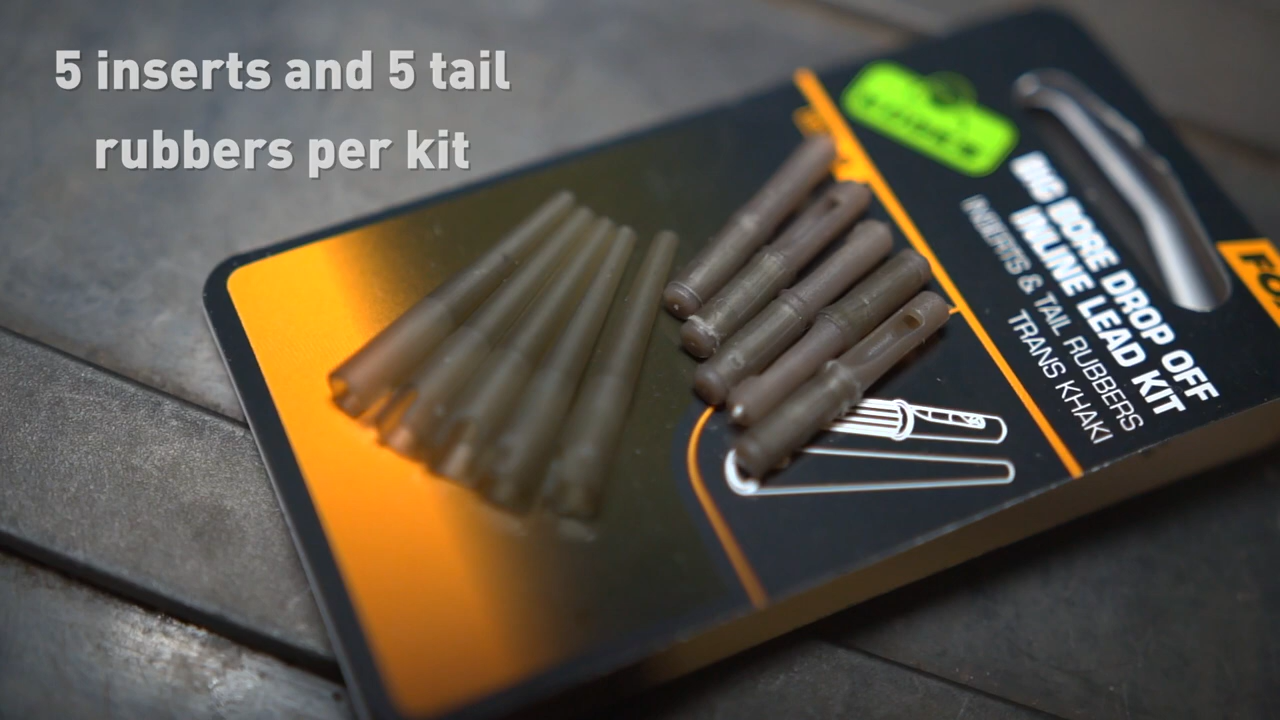 5 inserts and 5 tail
rubbers per kit
BIG BORE DROP OFF
INLINE LEAD KIT
INSERTS & TAIL RUBBERS
TRANS KHAKI